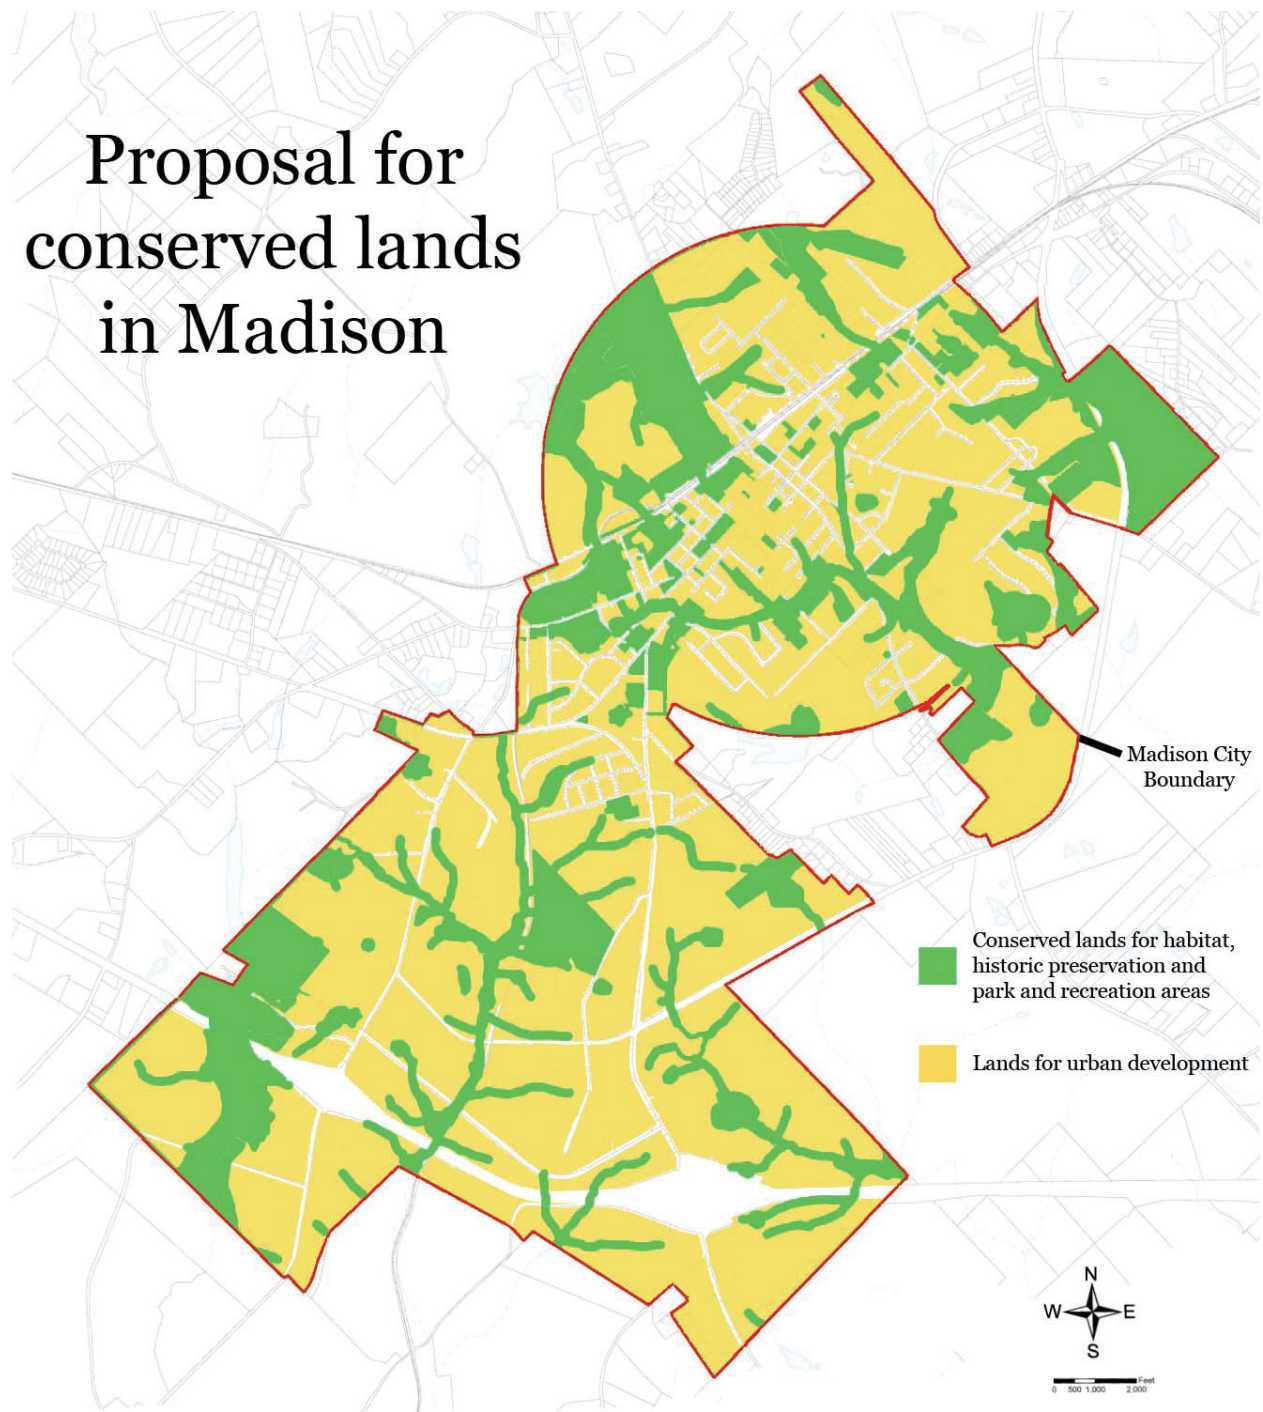 Proposal for
conserved lands
in Madison
Madison City
Boundary
Conserved lands for habitat,
historic preservation and
park and recreation areas
Lands for urban development
N
W E
S
Feet
0 500 1,000 2,000